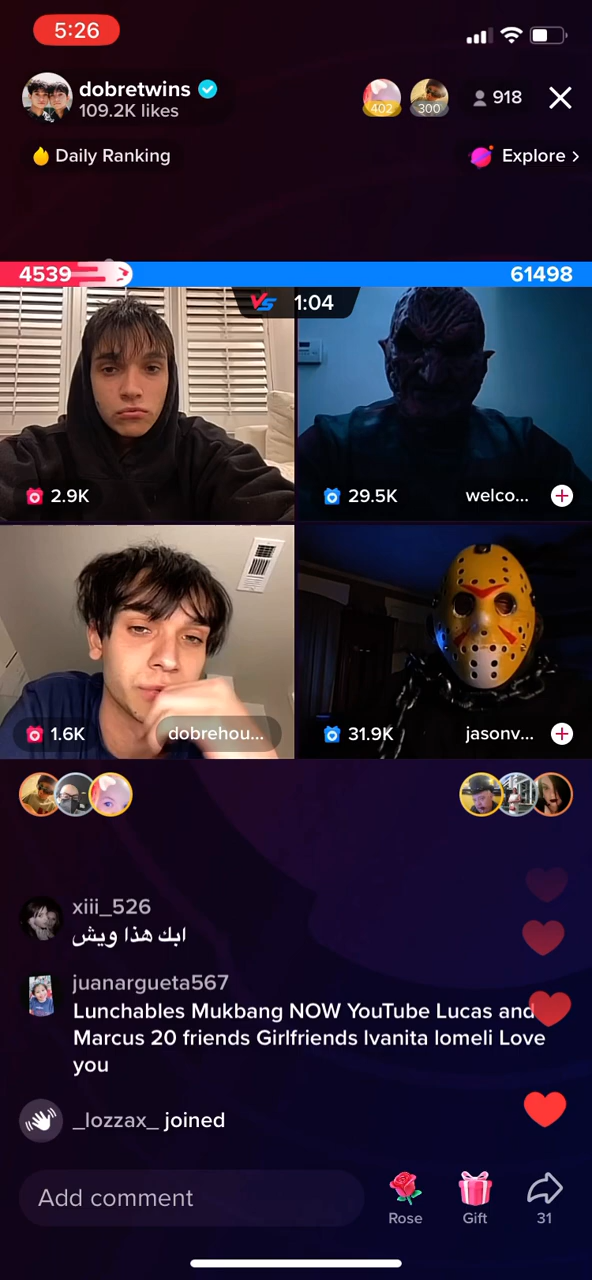 5:26
dobretwins
109.2K likes
402
300
918
Daily Ranking
Explore >
4539
61498
VS 1:04
2.9K
29.5K
welco...
1.6K
dobrehou...
31.9K
jasonv...
xiii_526
ابك هذا ويش
juanargueta567
Lunchables Mukbang NOW YouTube Lucas and
Marcus 20 friends Girlfriends Ivanita lomeli Love
you
_lozzax_ joined
Add comment
Rose
Gift
31